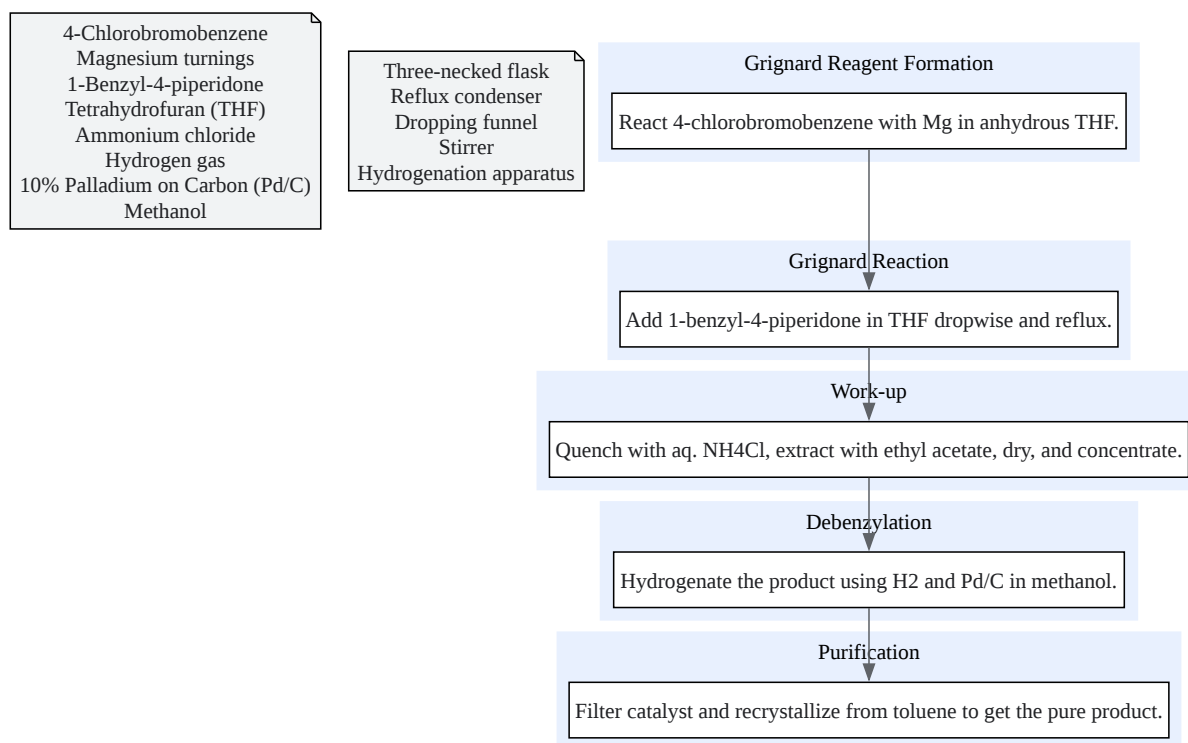 4-Chlorobromobenzene
Magnesium turnings
1-Benzyl-4-piperidone
Tetrahydrofuran (THF)
Ammonium chloride
Hydrogen gas
10% Palladium on Carbon (Pd/C)
Methanol
Three-necked flask
Reflux condenser
Dropping funnel
Stirrer
Hydrogenation apparatus
Grignard Reagent Formation
React 4-chlorobromobenzene with Mg in anhydrous THF.
Grignard Reaction
Add 1-benzyl-4-piperidone in THF dropwise and reflux.
Work-up
Quench with aq. NH4Cl, extract with ethyl acetate, dry, and concentrate.
Debenzylation
Hydrogenate the product using H2 and Pd/C in methanol.
Purification
Filter catalyst and recrystallize from toluene to get the pure product.